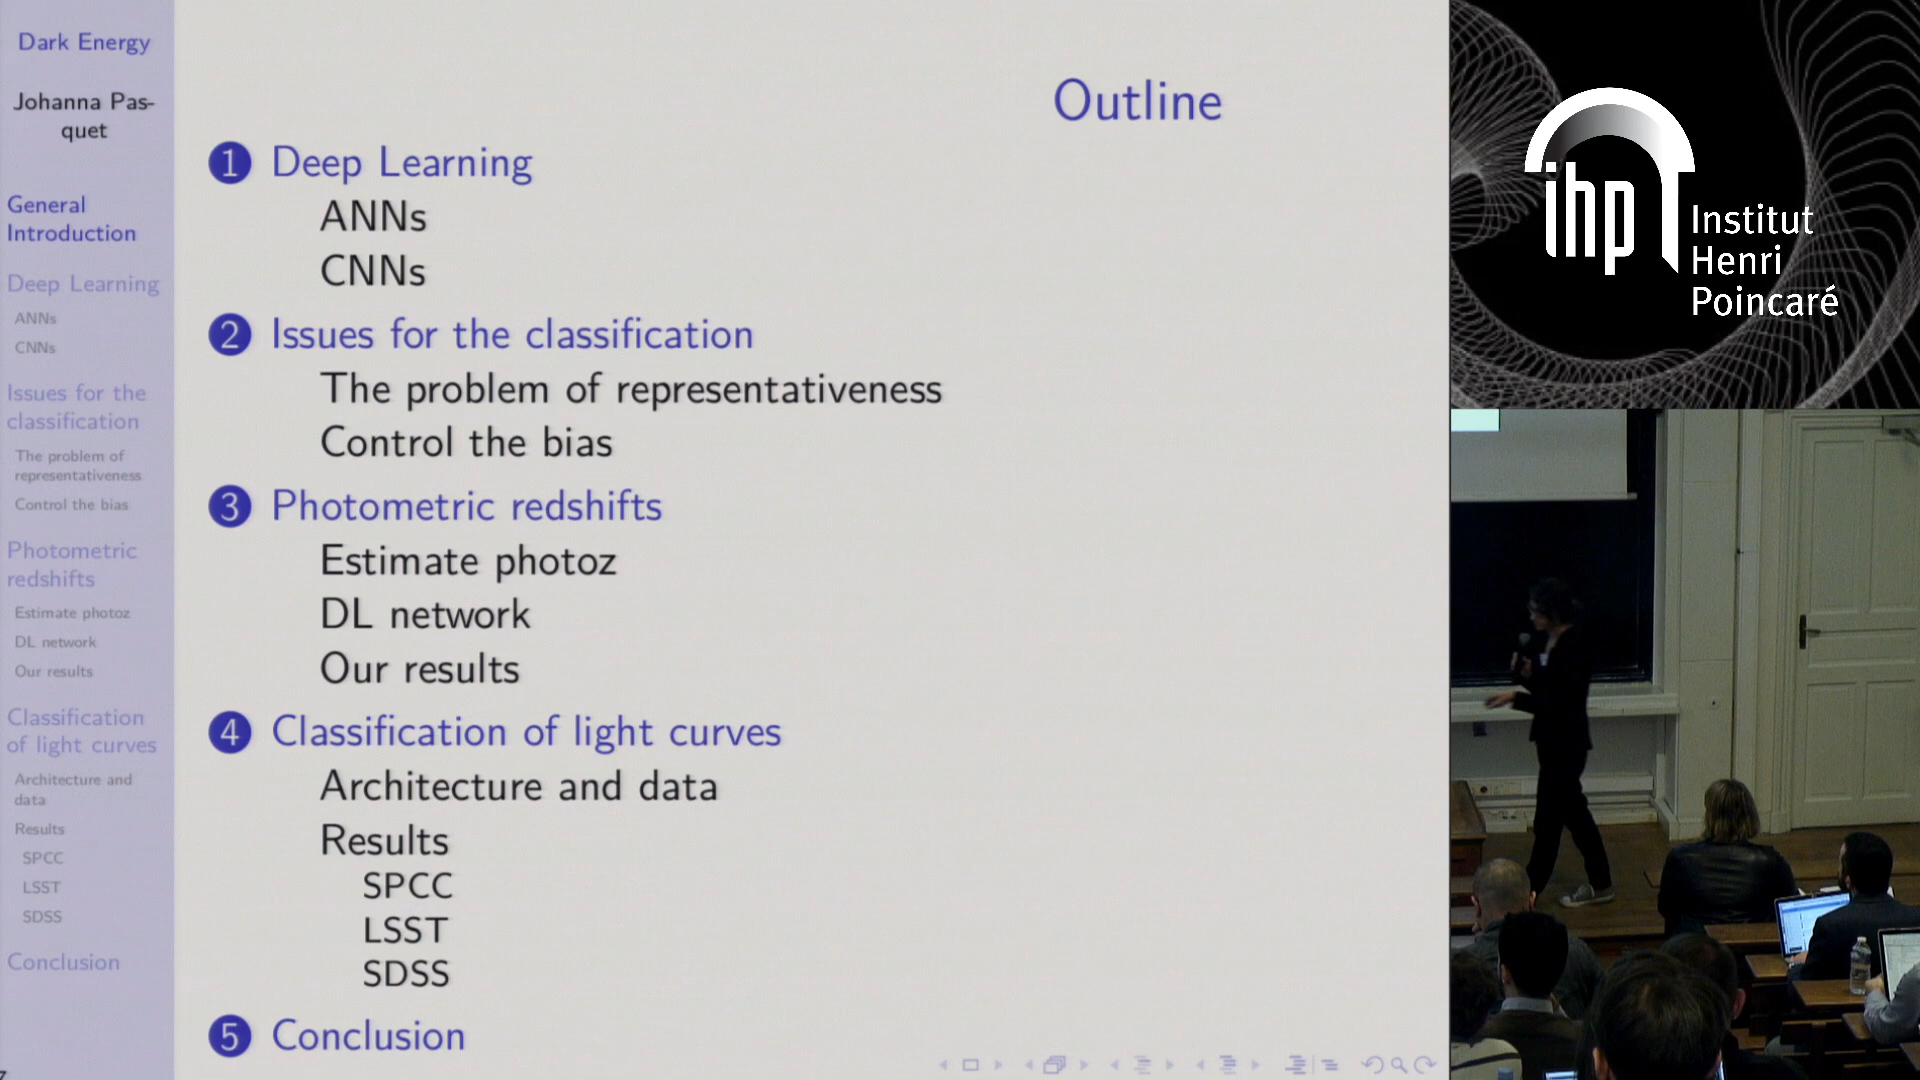 Dark Energy
Johanna Pas-
quet
General
Introduction
Deep Learning
ANNs
CNNs
Issues for the
classification
The problem of
representativeness
Control the bias
Photometric
redshifts
Estimate photoz
DL network
Our results
Classification
of light curves
Architecture and
data
Results
SPCC
LSST
SDSS
Conclusion
Outline
1 Deep Learning
ANNs
CNNs
2 Issues for the classification
The problem of representativeness
Control the bias
3 Photometric redshifts
Estimate photoz
DL network
Our results
4 Classification of light curves
Architecture and data
Results
SPCC
LSST
SDSS
5 Conclusion
ihp
Institut
Henri
Poincaré